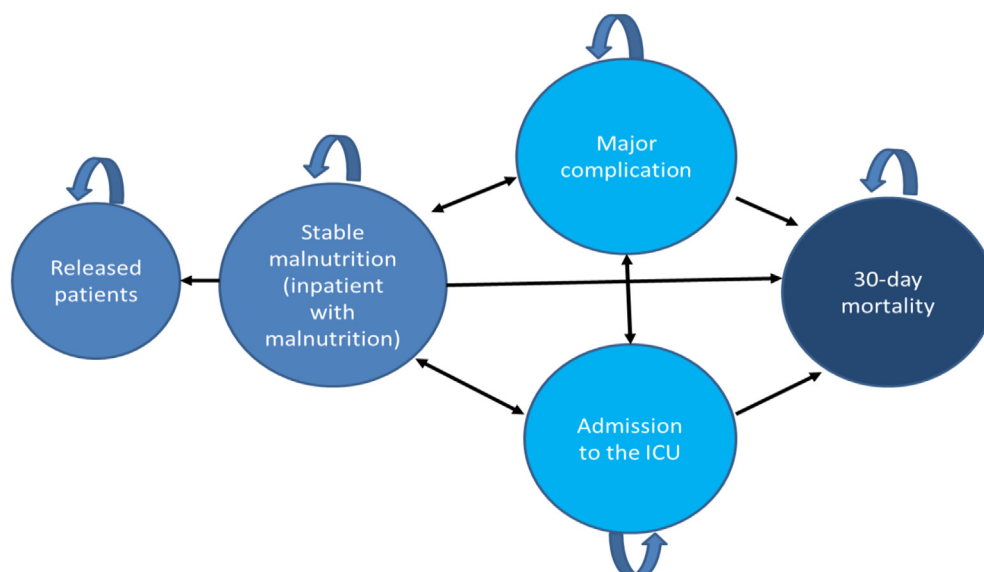 Released
patients
Stable
malnutrition
(inpatient
with
malnutrition)
Major
complication
Admission
to the ICU
30-day
mortality